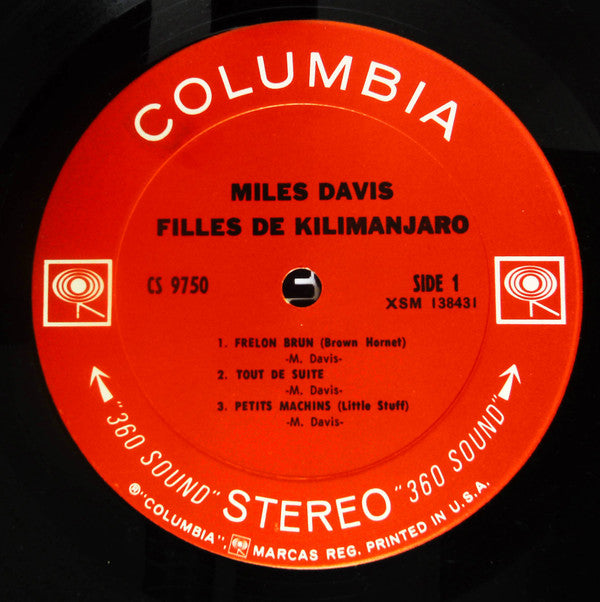 COLUMBIA
MILES DAVIS
FILLES DE KILIMANJARO
CS 9750
SIDE 1
XSM 138431
1. FRELON BRUN (Brown Hornet)
-M. Davis-
2. TOUT DE SUITE
-M. Davis-
3. PETITS MACHINS (Little Stuff)
-M. Davis-
"360 SOUND" STEREO "360 SOUND"
®"COLUMBIA", MARCAS REG. PRINTED IN U.S.A.